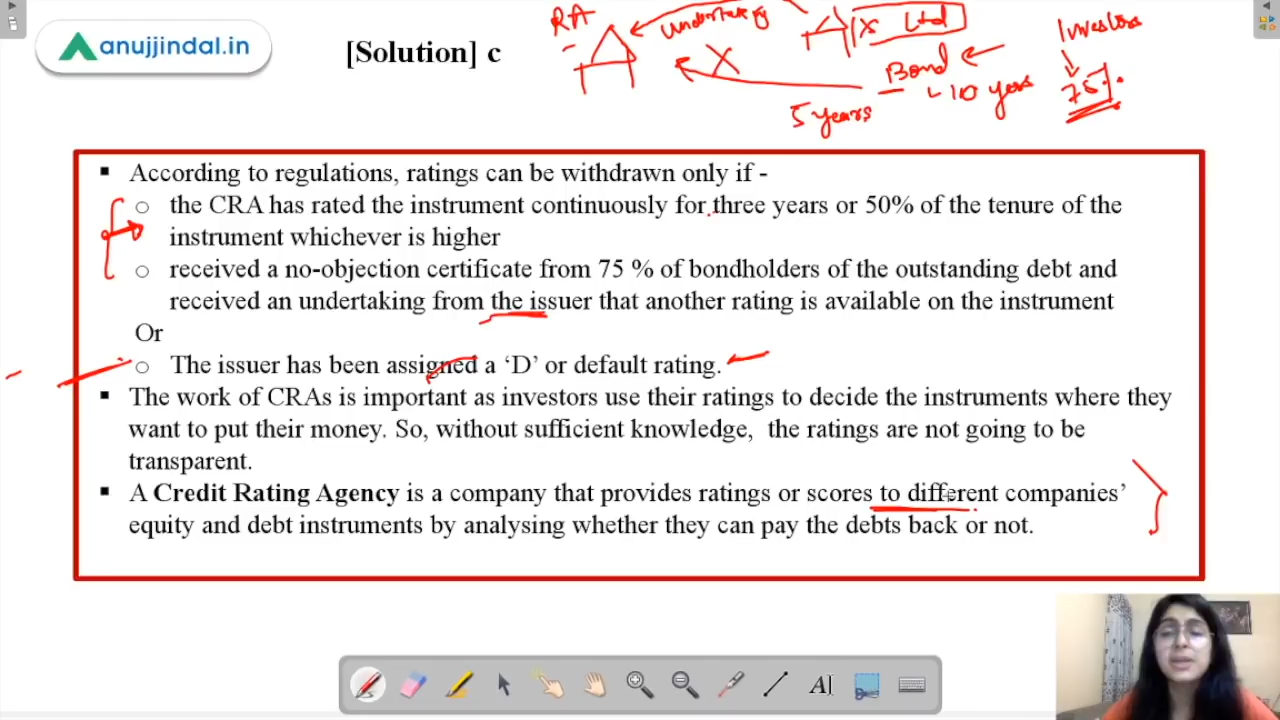 RA
undertaking
X Ltd
Investors
anujjindal.in
[Solution] c
Bond
10 years
75%
5 years
▪ According to regulations, ratings can be withdrawn only if -
o the CRA has rated the instrument continuously for three years or 50% of the tenure of the
instrument whichever is higher
o received a no-objection certificate from 75 % of bondholders of the outstanding debt and
received an undertaking from the issuer that another rating is available on the instrument
Or
o The issuer has been assigned a ‘D’ or default rating.
▪ The work of CRAs is important as investors use their ratings to decide the instruments where they
want to put their money. So, without sufficient knowledge, the ratings are not going to be
transparent.
▪ A Credit Rating Agency is a company that provides ratings or scores to different companies’
equity and debt instruments by analysing whether they can pay the debts back or not.